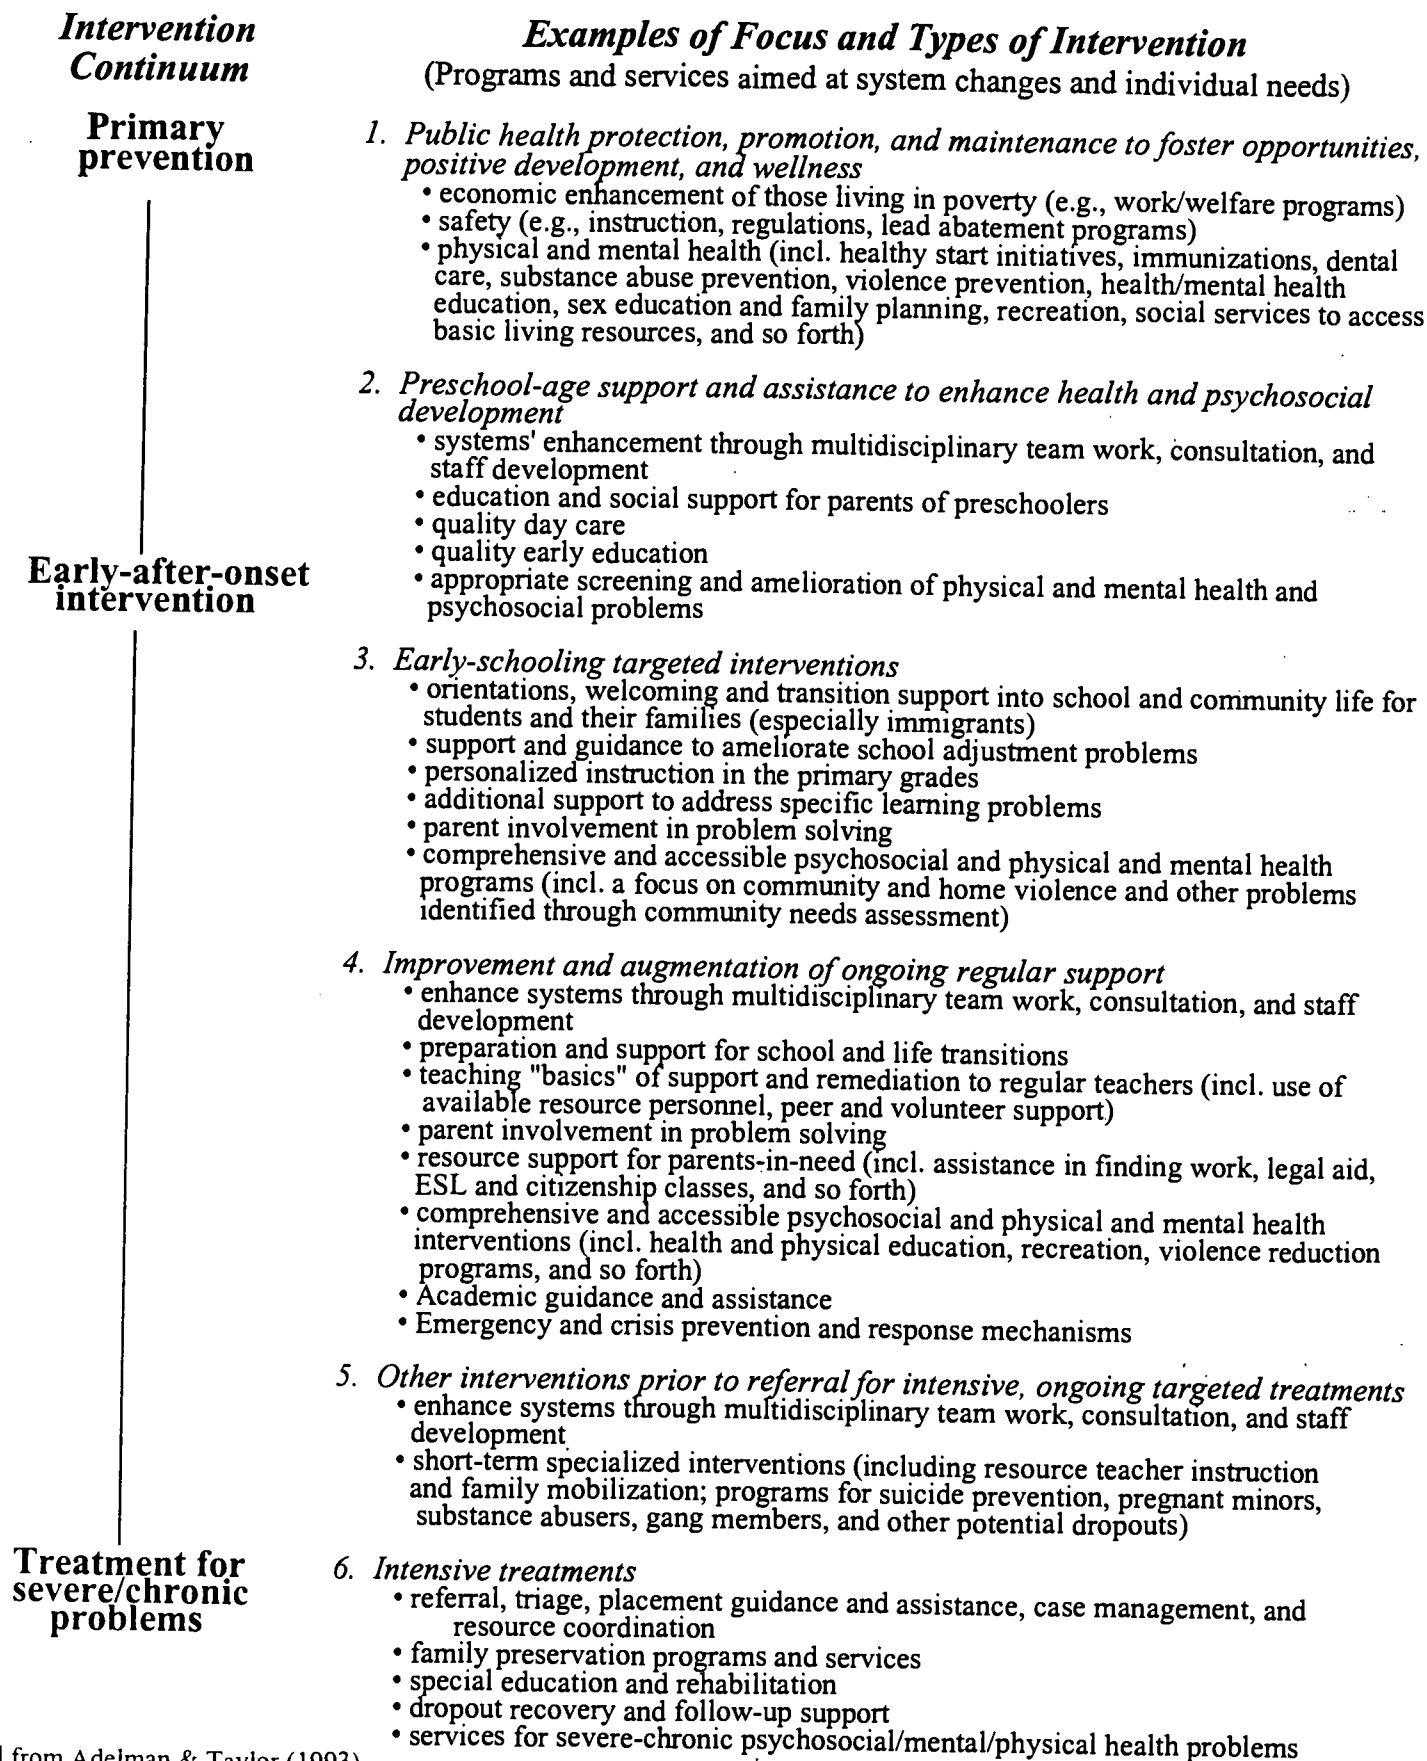 Intervention
Continuum
Examples of Focus and Types of Intervention
(Programs and services aimed at system changes and individual needs)
Primary
prevention
1. Public health protection, promotion, and maintenance to foster opportunities,
positive development, and wellness
• economic enhancement of those living in poverty (e.g., work/welfare programs)
• safety (e.g., instruction, regulations, lead abatement programs)
• physical and mental health (incl. healthy start initiatives, immunizations, dental
care, substance abuse prevention, violence prevention, health/mental health
education, sex education and family planning, recreation, social services to access
basic living resources, and so forth)
2. Preschool-age support and assistance to enhance health and psychosocial
development
• systems' enhancement through multidisciplinary team work, consultation, and
staff development
• education and social support for parents of preschoolers
• quality day care
• quality early education
• appropriate screening and amelioration of physical and mental health and
psychosocial problems
Early-after-onset
intervention
3. Early-schooling targeted interventions
• orientations, welcoming and transition support into school and community life for
students and their families (especially immigrants)
• support and guidance to ameliorate school adjustment problems
• personalized instruction in the primary grades
• additional support to address specific learning problems
• parent involvement in problem solving
• comprehensive and accessible psychosocial and physical and mental health
programs (incl. a focus on community and home violence and other problems
identified through community needs assessment)
4. Improvement and augmentation of ongoing regular support
• enhance systems through multidisciplinary team work, consultation, and staff
development
• preparation and support for school and life transitions
• teaching "basics" of support and remediation to regular teachers (incl. use of
available resource personnel, peer and volunteer support)
• parent involvement in problem solving
• resource support for parents-in-need (incl. assistance in finding work, legal aid,
ESL and citizenship classes, and so forth)
• comprehensive and accessible psychosocial and physical and mental health
interventions (incl. health and physical education, recreation, violence reduction
programs, and so forth)
• Academic guidance and assistance
• Emergency and crisis prevention and response mechanisms
5. Other interventions prior to referral for intensive, ongoing targeted treatments
• enhance systems through multidisciplinary team work, consultation, and staff
development
• short-term specialized interventions (including resource teacher instruction
and family mobilization; programs for suicide prevention, pregnant minors,
substance abusers, gang members, and other potential dropouts)
Treatment for
severe/chronic
problems
6. Intensive treatments
• referral, triage, placement guidance and assistance, case management, and
resource coordination
• family preservation programs and services
• special education and rehabilitation
• dropout recovery and follow-up support
• services for severe-chronic psychosocial/mental/physical health problems
from Adelman & Taylor (1993)